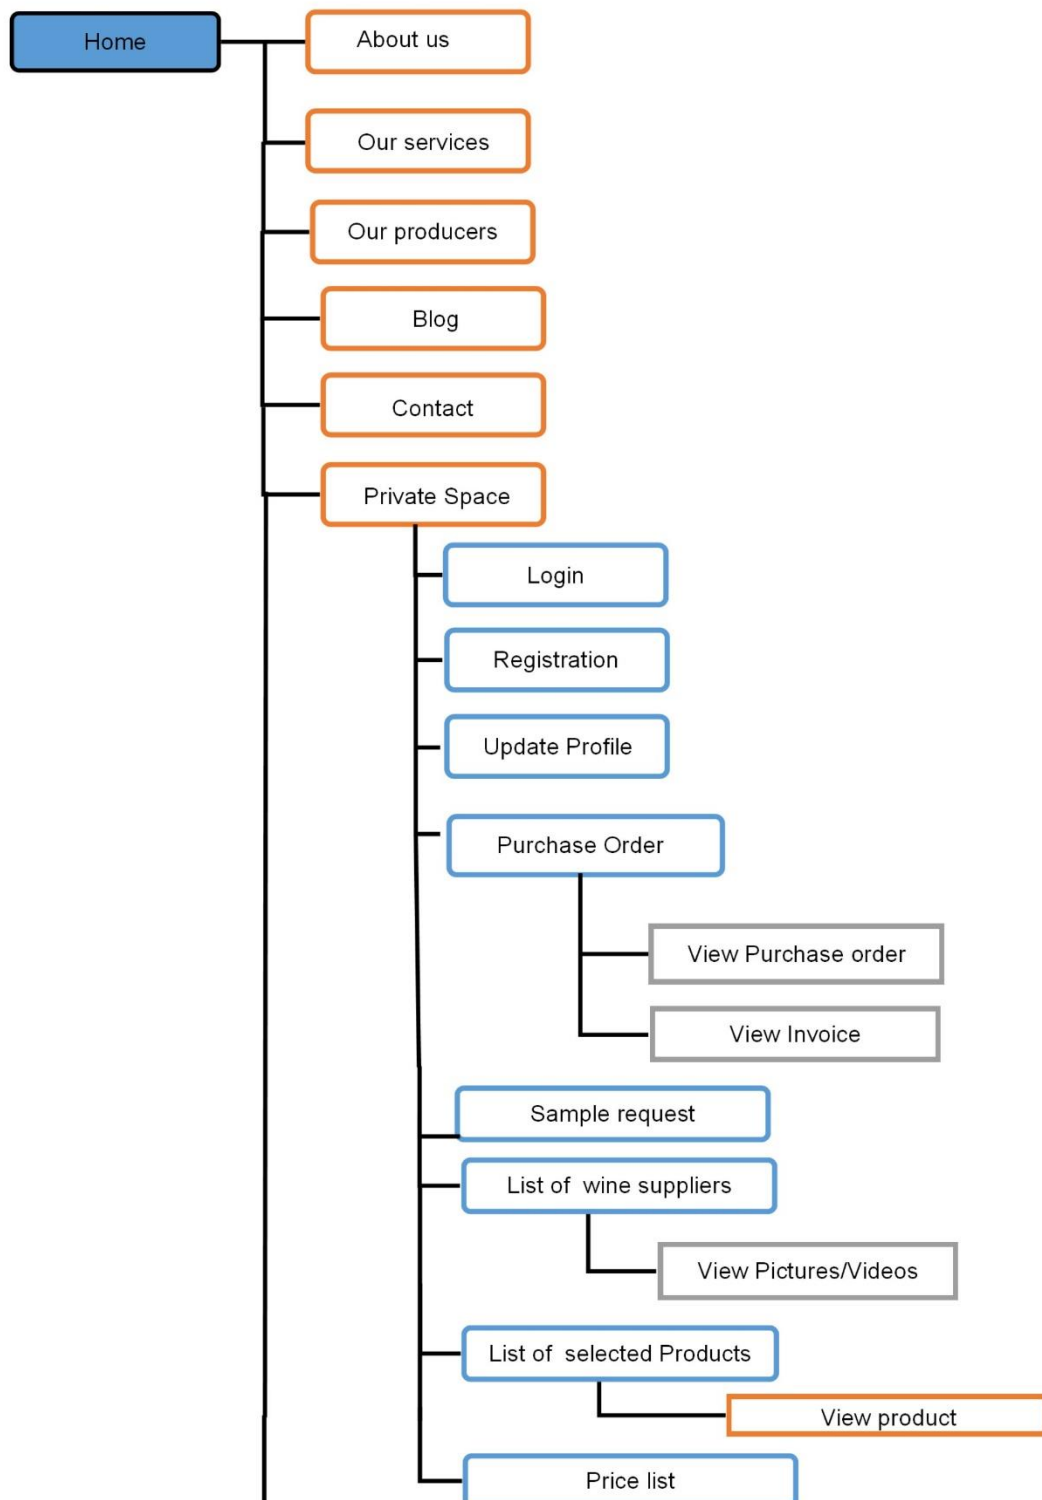 Home
About us
Our services
Our producers
Blog
Contact
Private Space
Login
Registration
Update Profile
Purchase Order
View Purchase order
View Invoice
Sample request
List of wine suppliers
View Pictures/Videos
List of selected Products
View product
Price list